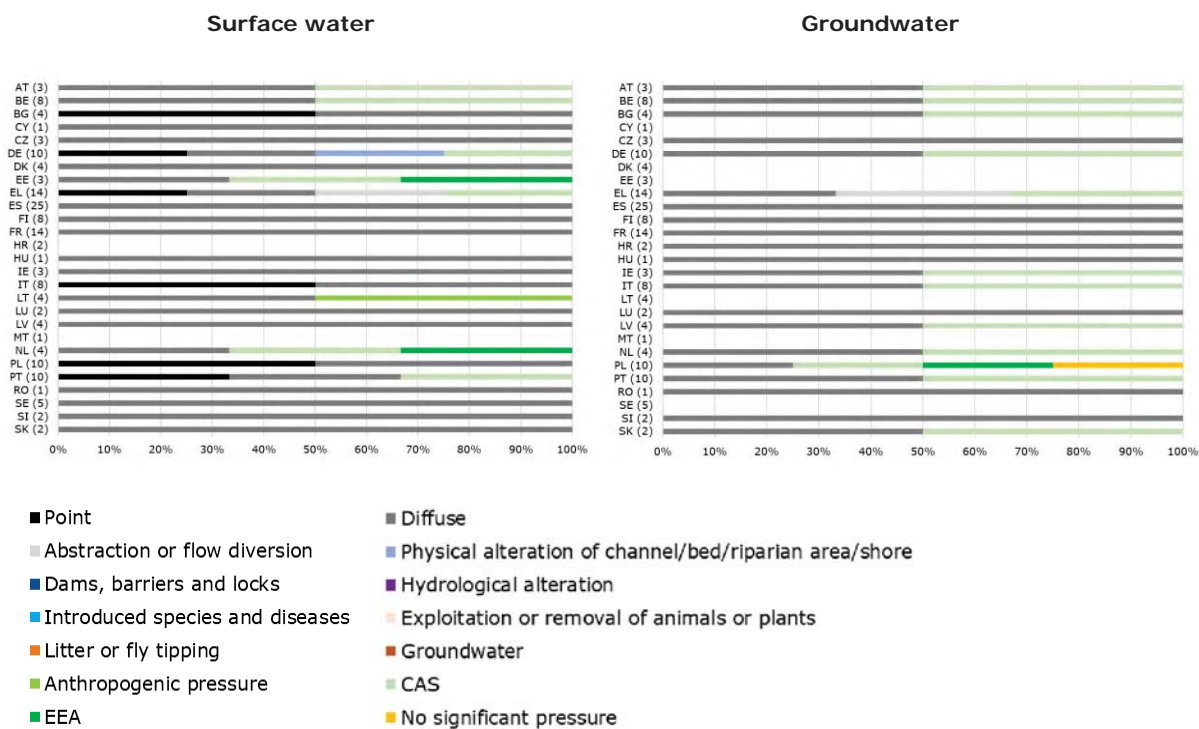 Surface water
Groundwater
AT (3)
BE (8)
BG (4)
CY (1)
CZ (3)
DE (10)
DK (4)
EE (3)
EL (14)
ES (25)
FI (8)
FR (14)
HR (2)
HU (1)
IE (3)
IT (8)
LT (4)
LU (2)
LV (4)
MT (1)
NL (4)
PL (10)
PT (10)
RO (1)
SE (5)
SI (2)
SK (2)
0% 10% 20% 30% 40% 50% 60% 70% 80% 90% 100%
AT (3)
BE (8)
BG (4)
CY (1)
CZ (3)
DE (10)
DK (4)
EE (3)
EL (14)
ES (25)
FI (8)
FR (14)
HR (2)
HU (1)
IE (3)
IT (8)
LT (4)
LU (2)
LV (4)
MT (1)
NL (4)
PL (10)
PT (10)
RO (1)
SE (5)
SI (2)
SK (2)
0% 10% 20% 30% 40% 50% 60% 70% 80% 90% 100%
Point
Diffuse
Abstraction or flow diversion
Physical alteration of channel/bed/riparian area/shore
Dams, barriers and locks
Hydrological alteration
Introduced species and diseases
Exploitation or removal of animals or plants
Litter or fly tipping
Groundwater
Anthropogenic pressure
CAS
EEA
No significant pressure